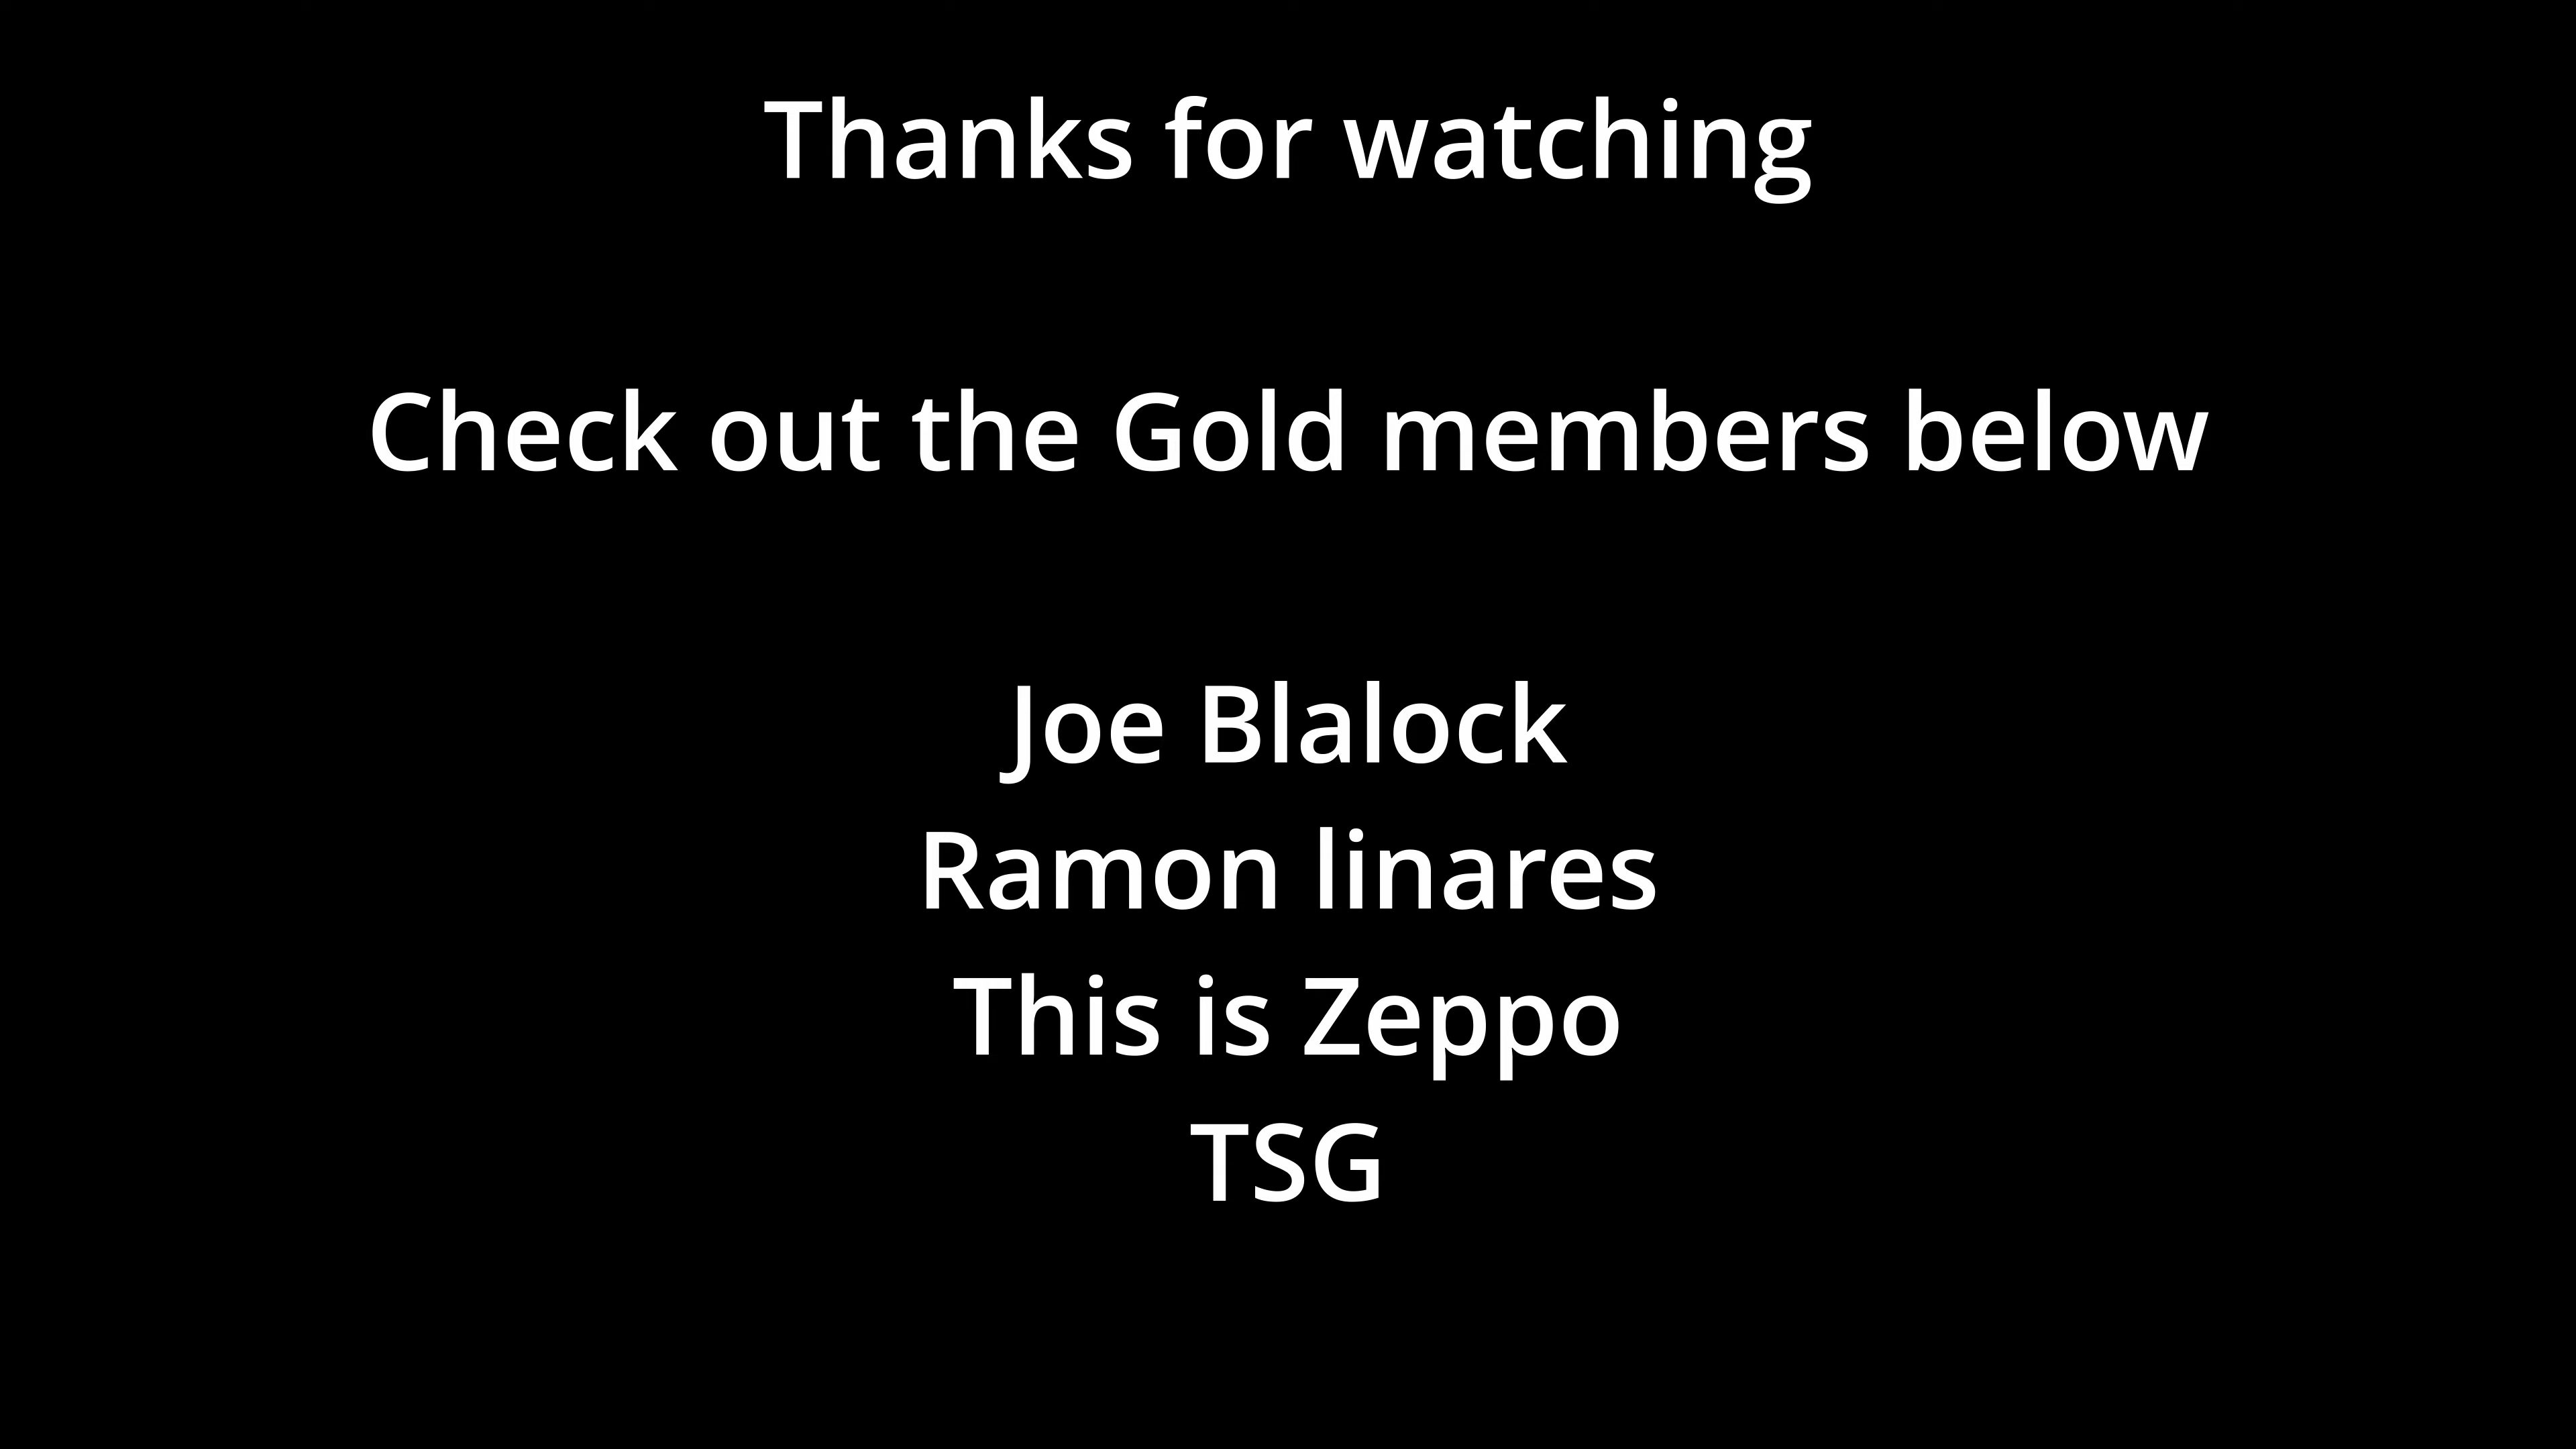 Thanks for watching
Check out the Gold members below
Joe Blalock
Ramon linares
This is Zeppo
TSG